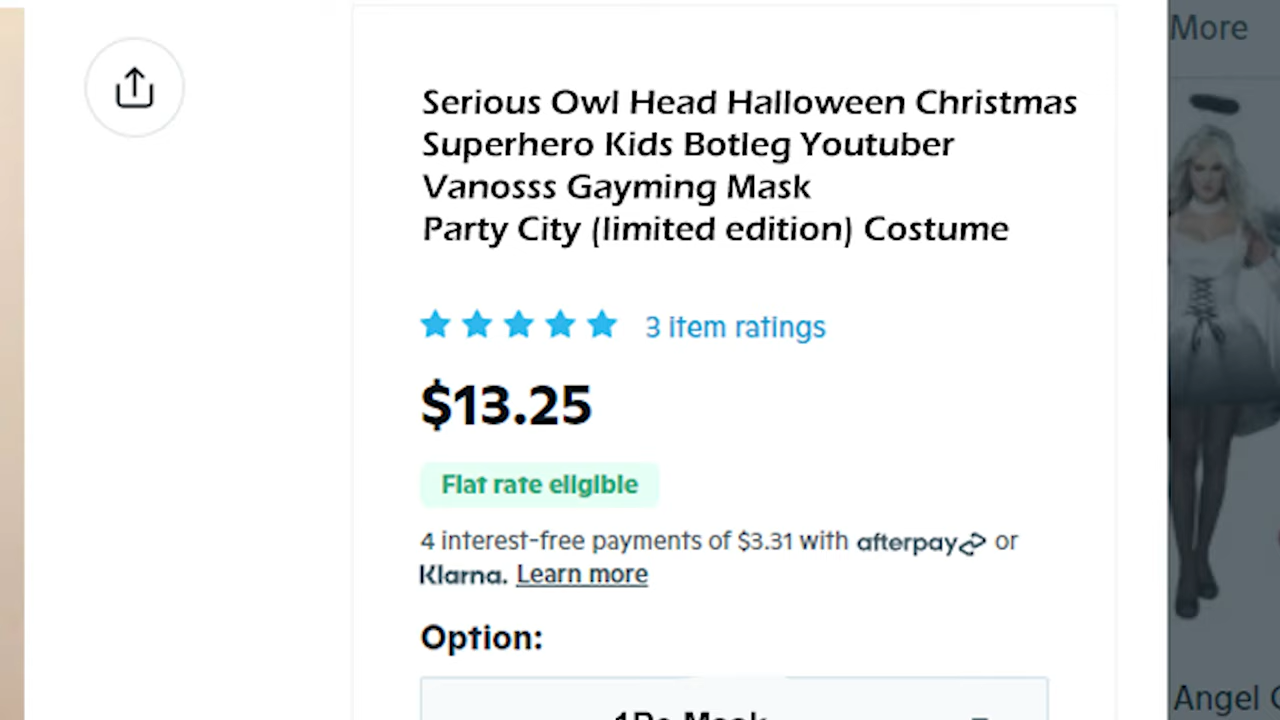 More
Serious Owl Head Halloween Christmas
Superhero Kids Botleg Youtuber
Vanosss Gayming Mask
Party City (limited edition) Costume
3 item ratings
$13.25
Flat rate eligible
4 interest-free payments of $3.31 with afterpay or
Klarna. Learn more
Option:
1Pc Mask
Angel